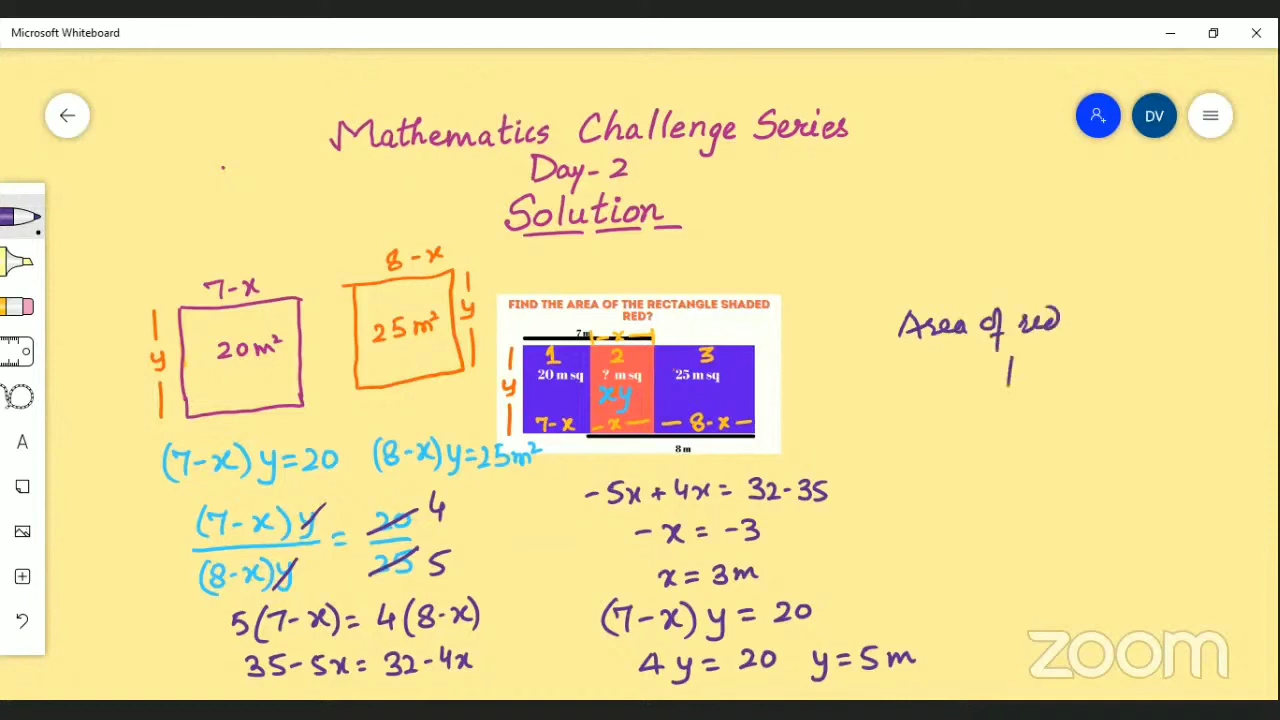 Microsoft Whiteboard
Mathematics Challenge Series
Day-2
Solution
DV
7-x
y
20m²
(7-x) y=20
8-x
25m²
y
(8-x)y=25m²
FIND THE AREA OF THE RECTANGLE SHADED
RED?
7m
-x-
y
1 2 3
20 m sq ? m sq 25 m sq
xy
7-x -x- - 8-x -
8 m
(7-x)y = 20 4
(8-x)y 25 5
5(7-x) = 4(8-x)
35-5x = 32-4x
-5x+4x = 32-35
-x = -3
x = 3m
(7-x) y = 20
4y = 20 y = 5m
Area of red
A
zoom